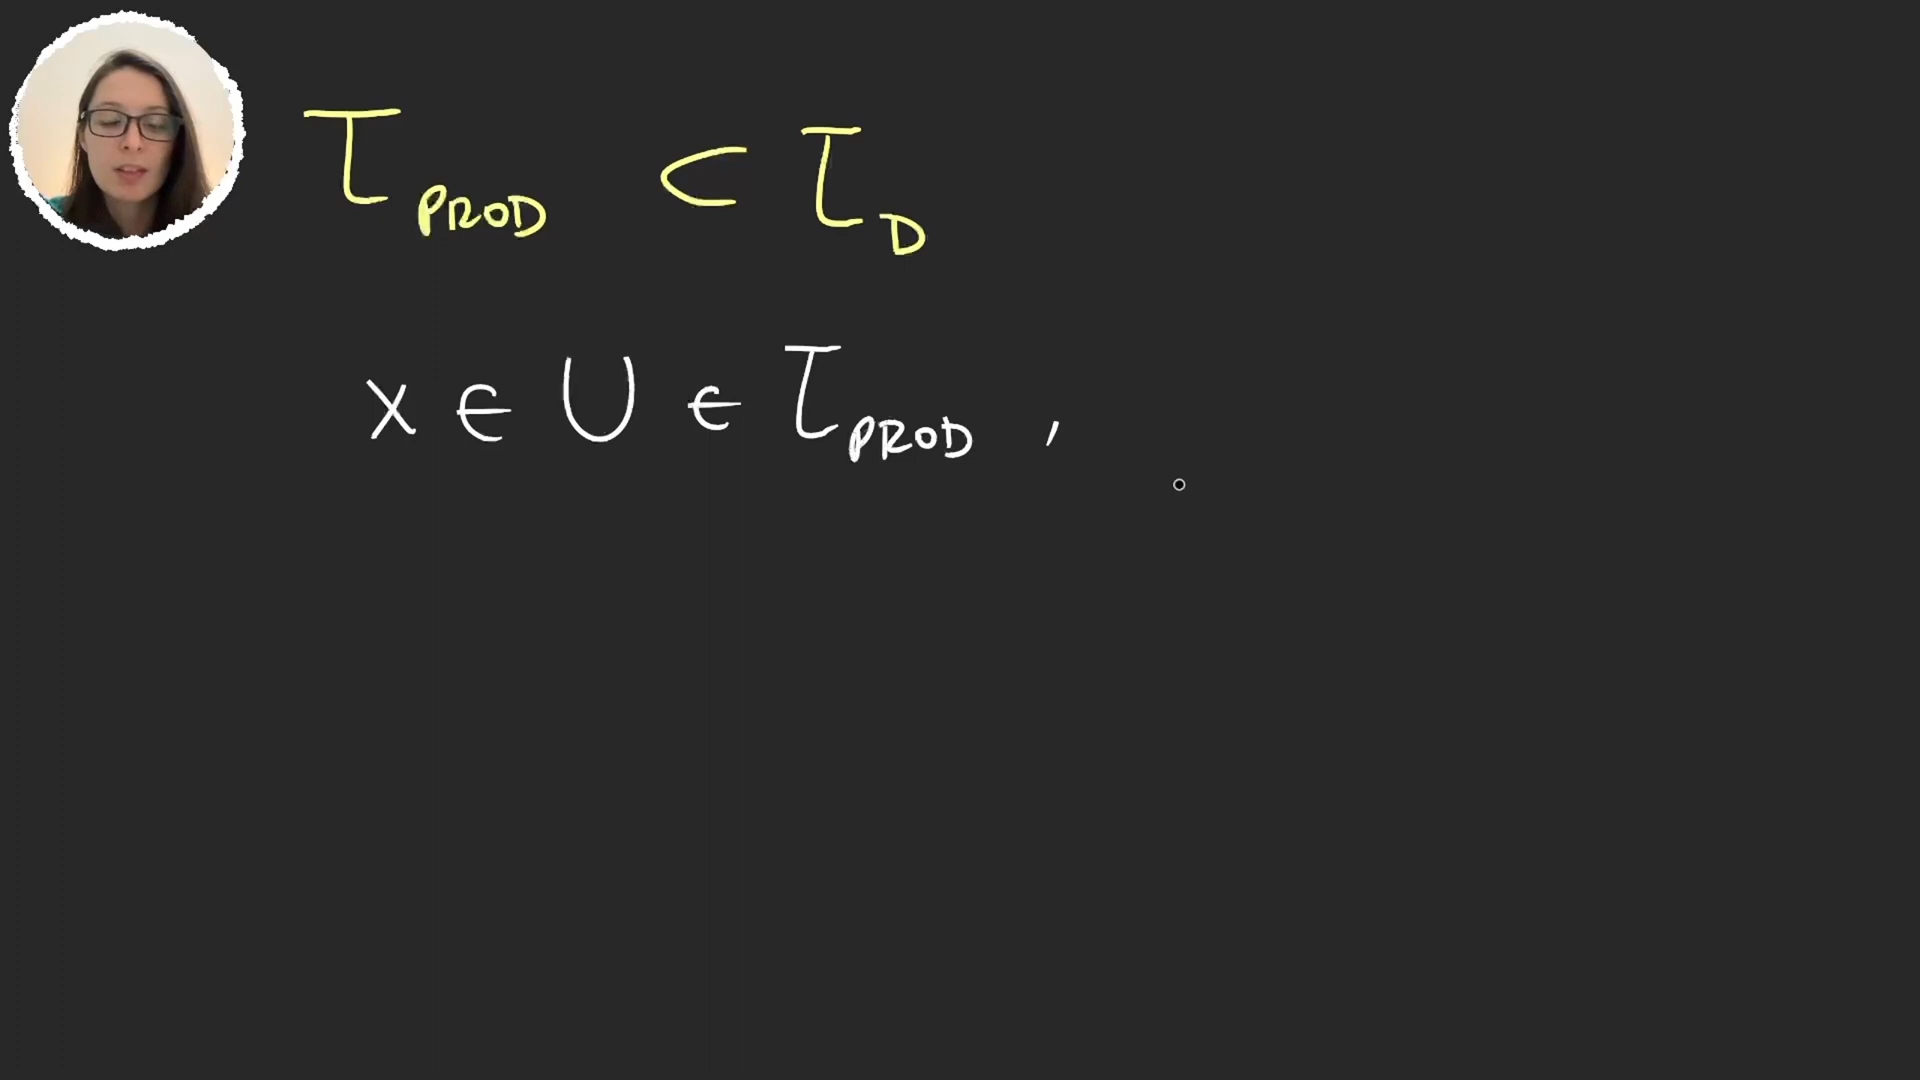 τ_PROD ⊂ τ_D
x ∈ U ∈ τ_PROD ,